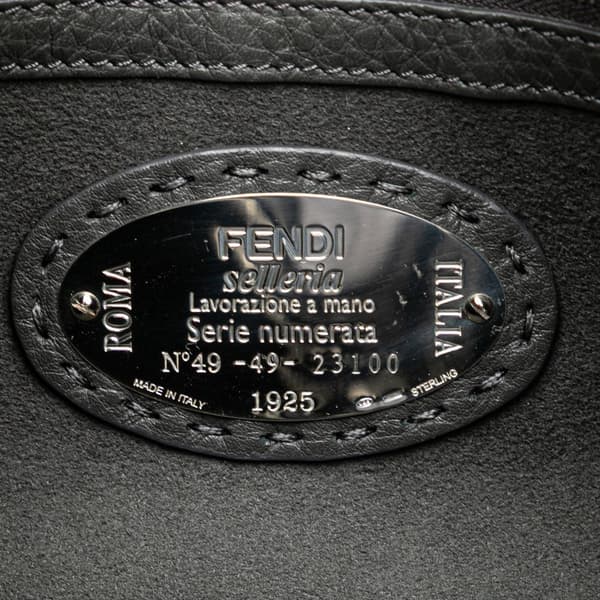 FENDI
selleria
Lavorazione a mano
Serie numerata
N°49 -49- 23100
1925
ROMA
ITALIA
MADE IN ITALY
STERLING